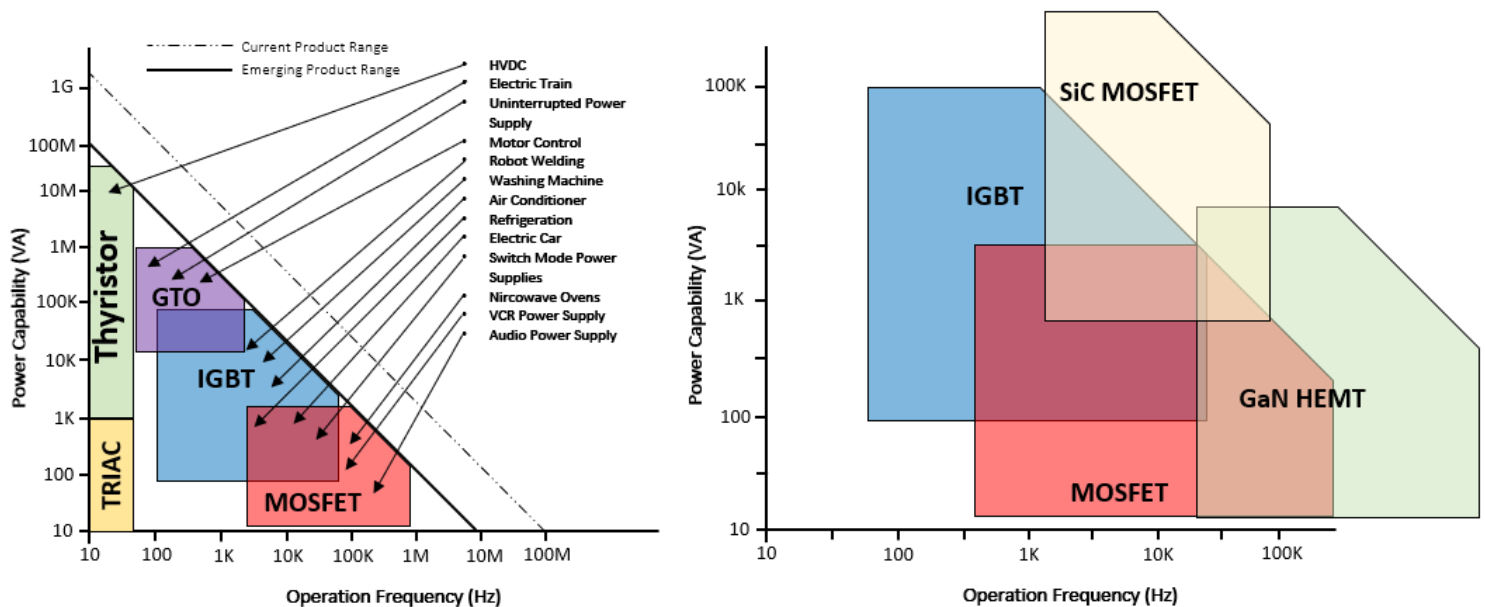 Current Product Range
Emerging Product Range
HVDC
Electric Train
Uninterrupted Power
Supply
Motor Control
Robot Welding
Washing Machine
Air Conditioner
Refrigeration
Electric Car
Switch Mode Power
Supplies
Nircowave Ovens
VCR Power Supply
Audio Power Supply
Power Capability (VA)
1G
100M
10M
1M
100K
10K
1K
100
10
Thyristor
TRIAC
GTO
IGBT
MOSFET
10
100
1K
10K
100K
1M
10M
100M
Operation Frequency (Hz)
Power Capability (VA)
100K
10k
1K
100
10
SiC MOSFET
IGBT
GaN HEMT
MOSFET
10
100
1K
10K
100K
Operation Frequency (Hz)